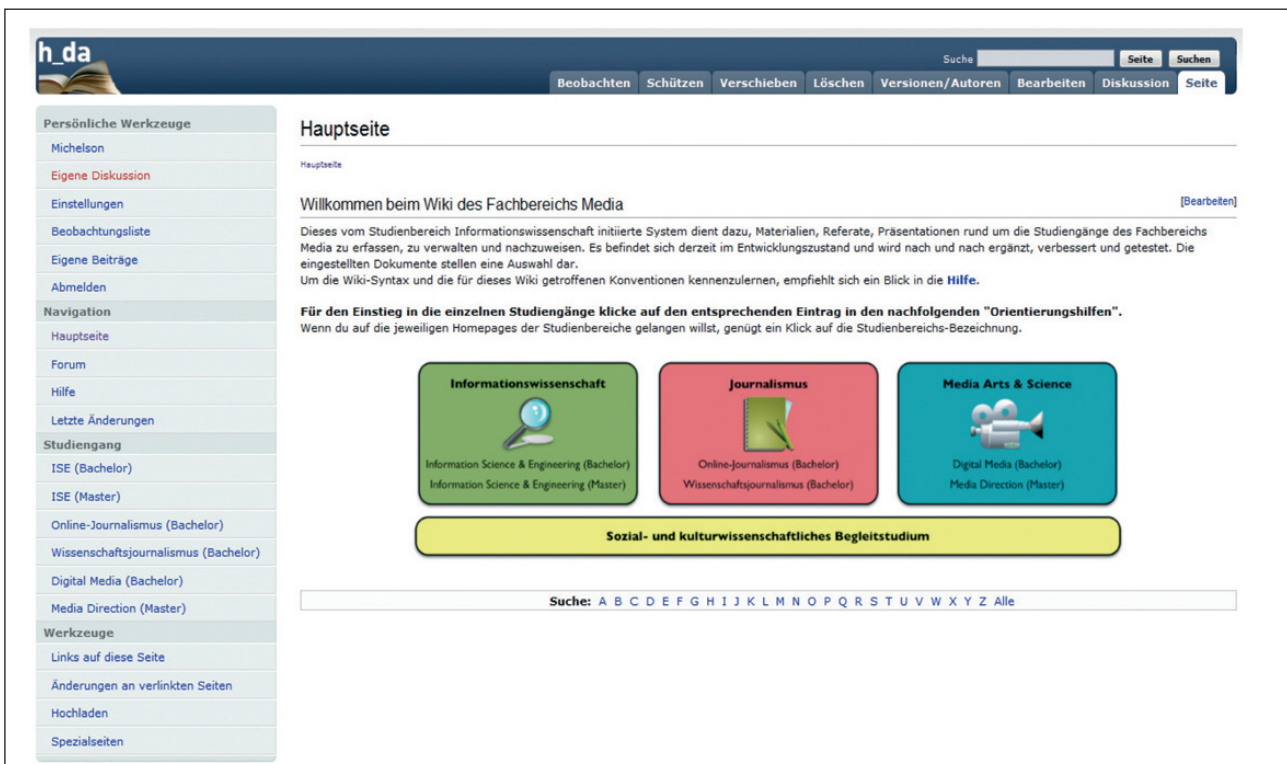 h_da
Suche Seite Suchen
Beobachten Schützen Verschieben Löschen Versionen/Autoren Bearbeiten Diskussion Seite
Persönliche Werkzeuge
Michelson
Eigene Diskussion
Einstellungen
Beobachtungsliste
Eigene Beiträge
Abmelden
Navigation
Hauptseite
Forum
Hilfe
Letzte Änderungen
Studiengang
ISE (Bachelor)
ISE (Master)
Online-Journalismus (Bachelor)
Wissenschaftsjournalismus (Bachelor)
Digital Media (Bachelor)
Media Direction (Master)
Werkzeuge
Links auf diese Seite
Änderungen an verlinkten Seiten
Hochladen
Spezialseiten
Hauptseite
Hauptseite
Willkommen beim Wiki des Fachbereichs Media [Bearbeiten]
Dieses vom Studienbereich Informationswissenschaft initiierte System dient dazu, Materialien, Referate, Präsentationen rund um die Studiengänge des Fachbereichs
Media zu erfassen, zu verwalten und nachzuweisen. Es befindet sich derzeit im Entwicklungszustand und wird nach und nach ergänzt, verbessert und getestet. Die
eingestellten Dokumente stellen eine Auswahl dar.
Um die Wiki-Syntax und die für dieses Wiki getroffenen Konventionen kennenzulernen, empfiehlt sich ein Blick in die Hilfe.
Für den Einstieg in die einzelnen Studiengänge klicke auf den entsprechenden Eintrag in den nachfolgenden "Orientierungshilfen".
Wenn du auf die jeweiligen Homepages der Studienbereiche gelangen willst, genügt ein Klick auf die Studienbereichs-Bezeichnung.
Informationswissenschaft
Information Science & Engineering (Bachelor)
Information Science & Engineering (Master)
Journalismus
Online-Journalismus (Bachelor)
Wissenschaftsjournalismus (Bachelor)
Media Arts & Science
Digital Media (Bachelor)
Media Direction (Master)
Sozial- und kulturwissenschaftliches Begleitstudium
Suche: A B C D E F G H I J K L M N O P Q R S T U V W X Y Z Alle